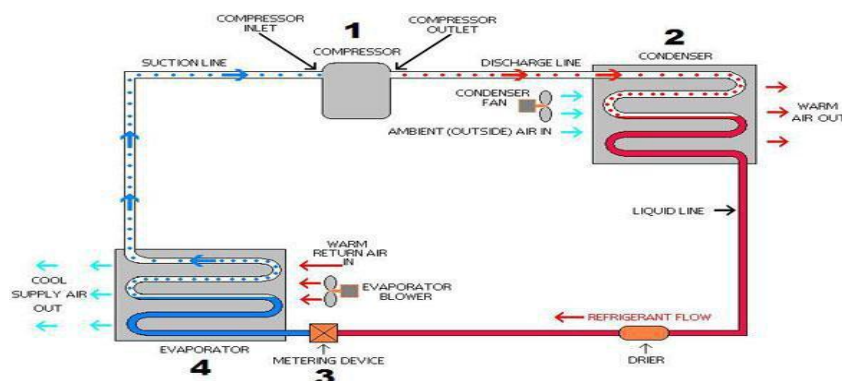 COMPRESSOR
INLET
1
COMPRESSOR
COMPRESSOR
OUTLET
2
SUCTION LINE
DISCHARGE LINE
CONDENSER
CONDENSER
FAN
AMBIENT (OUTSIDE) AIR IN
WARM
AIR OUT
LIQUID LINE
WARM
RETURN AIR
IN
COOL
SUPPLY AIR
OUT
EVAPORATOR
BLOWER
REFRIGERANT FLOW
EVAPORATOR
4
METERING DEVICE
3
DRIER